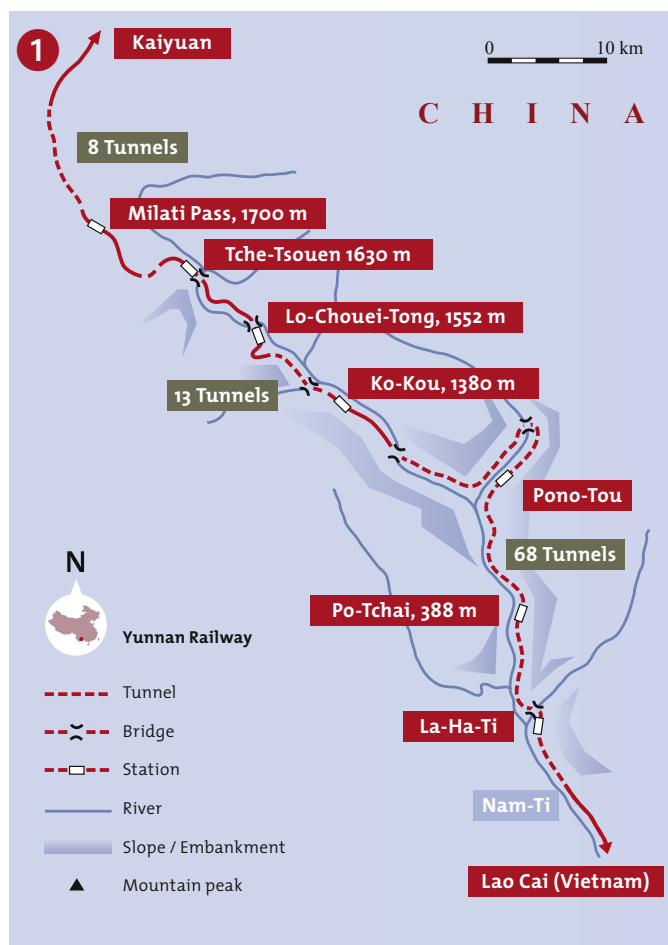 1
Kaiyuan
0 10 km
CHINA
8 Tunnels
Milati Pass, 1700 m
Tche-Tsouen 1630 m
Lo-Chouei-Tong, 1552 m
Ko-Kou, 1380 m
13 Tunnels
Pono-Tou
68 Tunnels
N
Po-Tchai, 388 m
Yunnan Railway
Tunnel
Bridge
La-Ha-Ti
Station
River
Nam-Ti
Slope / Embankment
Lao Cai (Vietnam)
Mountain peak